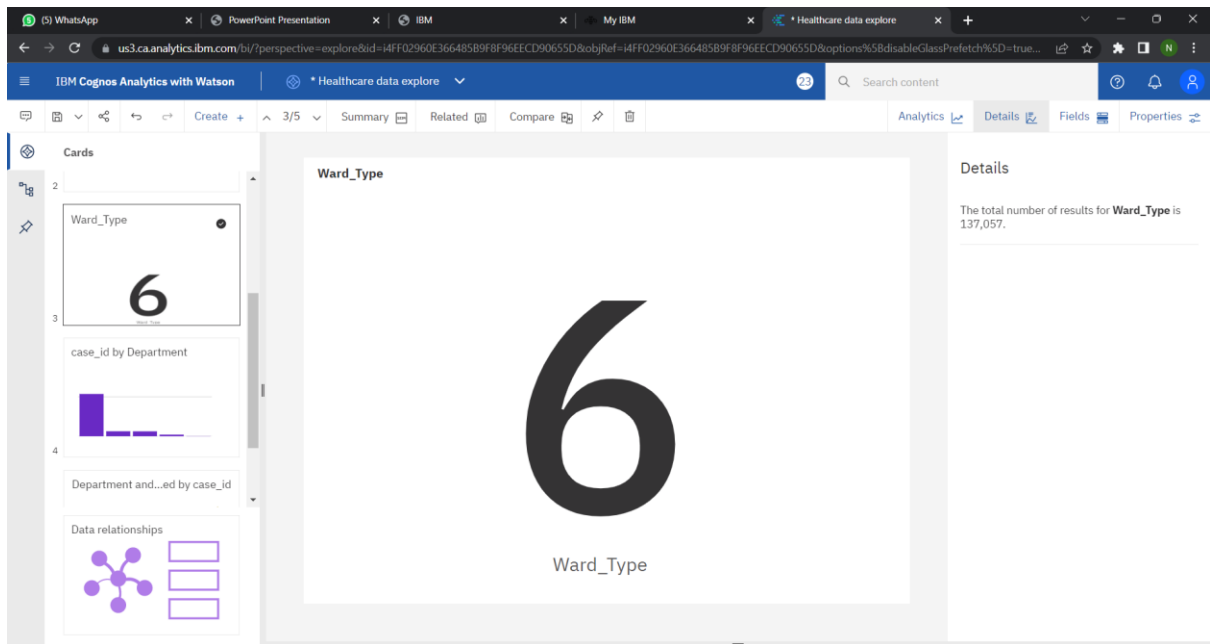 (5) WhatsApp
PowerPoint Presentation
IBM
My IBM
* Healthcare data explore
us3.ca.analytics.ibm.com/bi/?perspective=explore&id=i4FF02960E366485B9F8F96EECD90655D&objRef=i4FF02960E366485B9F8F96EECD90655D&options%5BdisableGlassPrefetch%5D=true...
N
IBM Cognos Analytics with Watson
* Healthcare data explore
23
Search content
Create +
3/5
Summary
Related
Compare
Analytics
Details
Fields
Properties
Cards
2
Ward_Type
6
Ward_Type
3
case_id by Department
4
Department and...ed by case_id
Data relationships
Ward_Type
6
Ward_Type
Details
The total number of results for Ward_Type is
137,057.